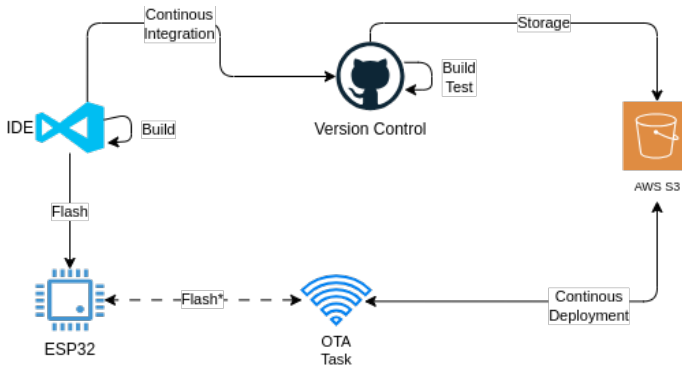 Continous
Integration
Storage
Build
Test
IDE
Build
Version Control
AWS S3
Flash
Flash*
Continous
Deployment
OTA
Task
ESP32